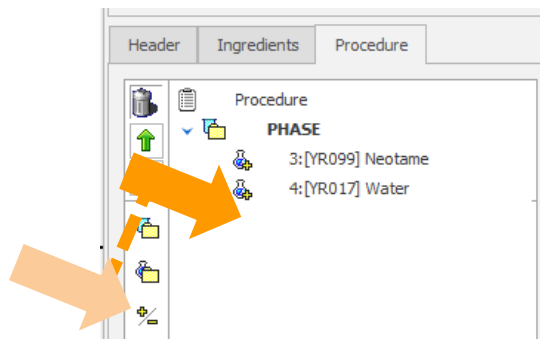 Header Ingredients Procedure
Procedure
PHASE
3:[YR099] Neotame
4:[YR017] Water